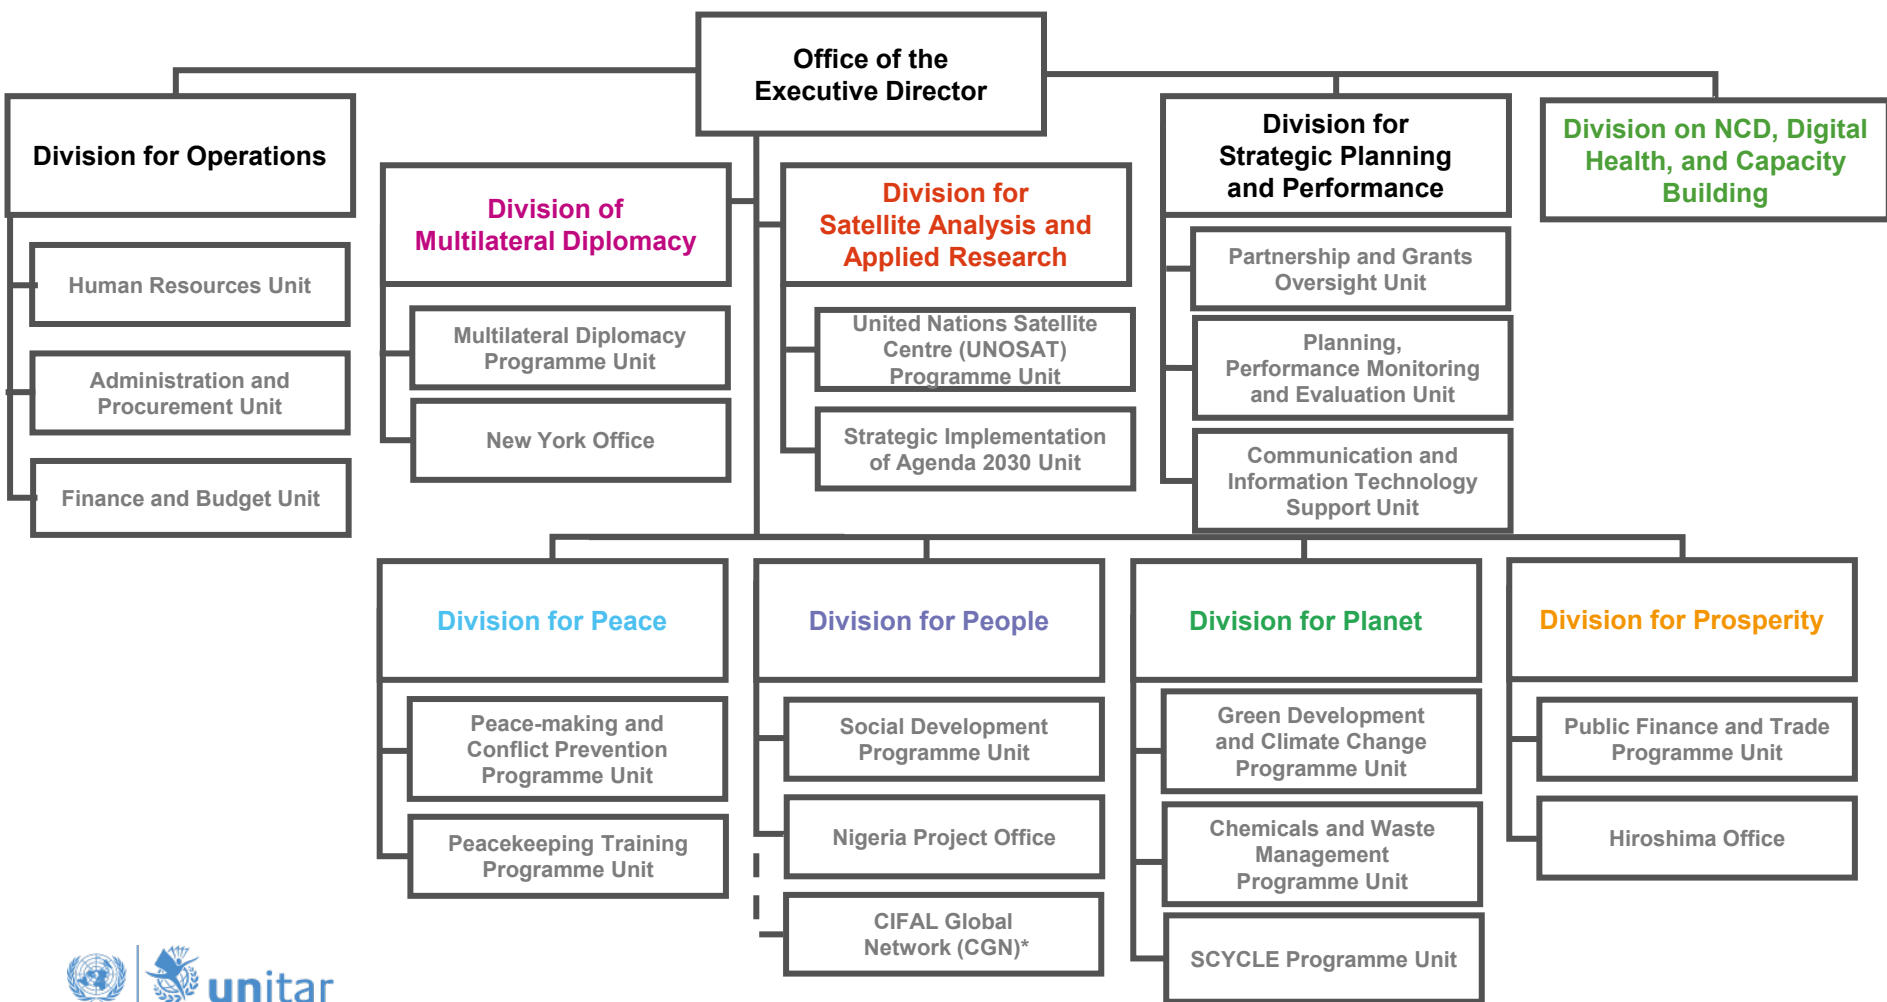 Office of the
Executive Director
Division for Operations
Human Resources Unit
Administration and
Procurement Unit
Finance and Budget Unit
Division of
Multilateral Diplomacy
Multilateral Diplomacy
Programme Unit
New York Office
Division for
Satellite Analysis and
Applied Research
United Nations Satellite
Centre (UNOSAT)
Programme Unit
Strategic Implementation
of Agenda 2030 Unit
Division for
Strategic Planning
and Performance
Partnership and Grants
Oversight Unit
Planning,
Performance Monitoring
and Evaluation Unit
Communication and
Information Technology
Support Unit
Division on NCD, Digital
Health, and Capacity
Building
Division for Peace
Peace-making and
Conflict Prevention
Programme Unit
Peacekeeping Training
Programme Unit
Division for People
Social Development
Programme Unit
Nigeria Project Office
CIFAL Global
Network (CGN)*
Division for Planet
Green Development
and Climate Change
Programme Unit
Chemicals and Waste
Management
Programme Unit
SCYCLE Programme Unit
Division for Prosperity
Public Finance and Trade
Programme Unit
Hiroshima Office
unitar